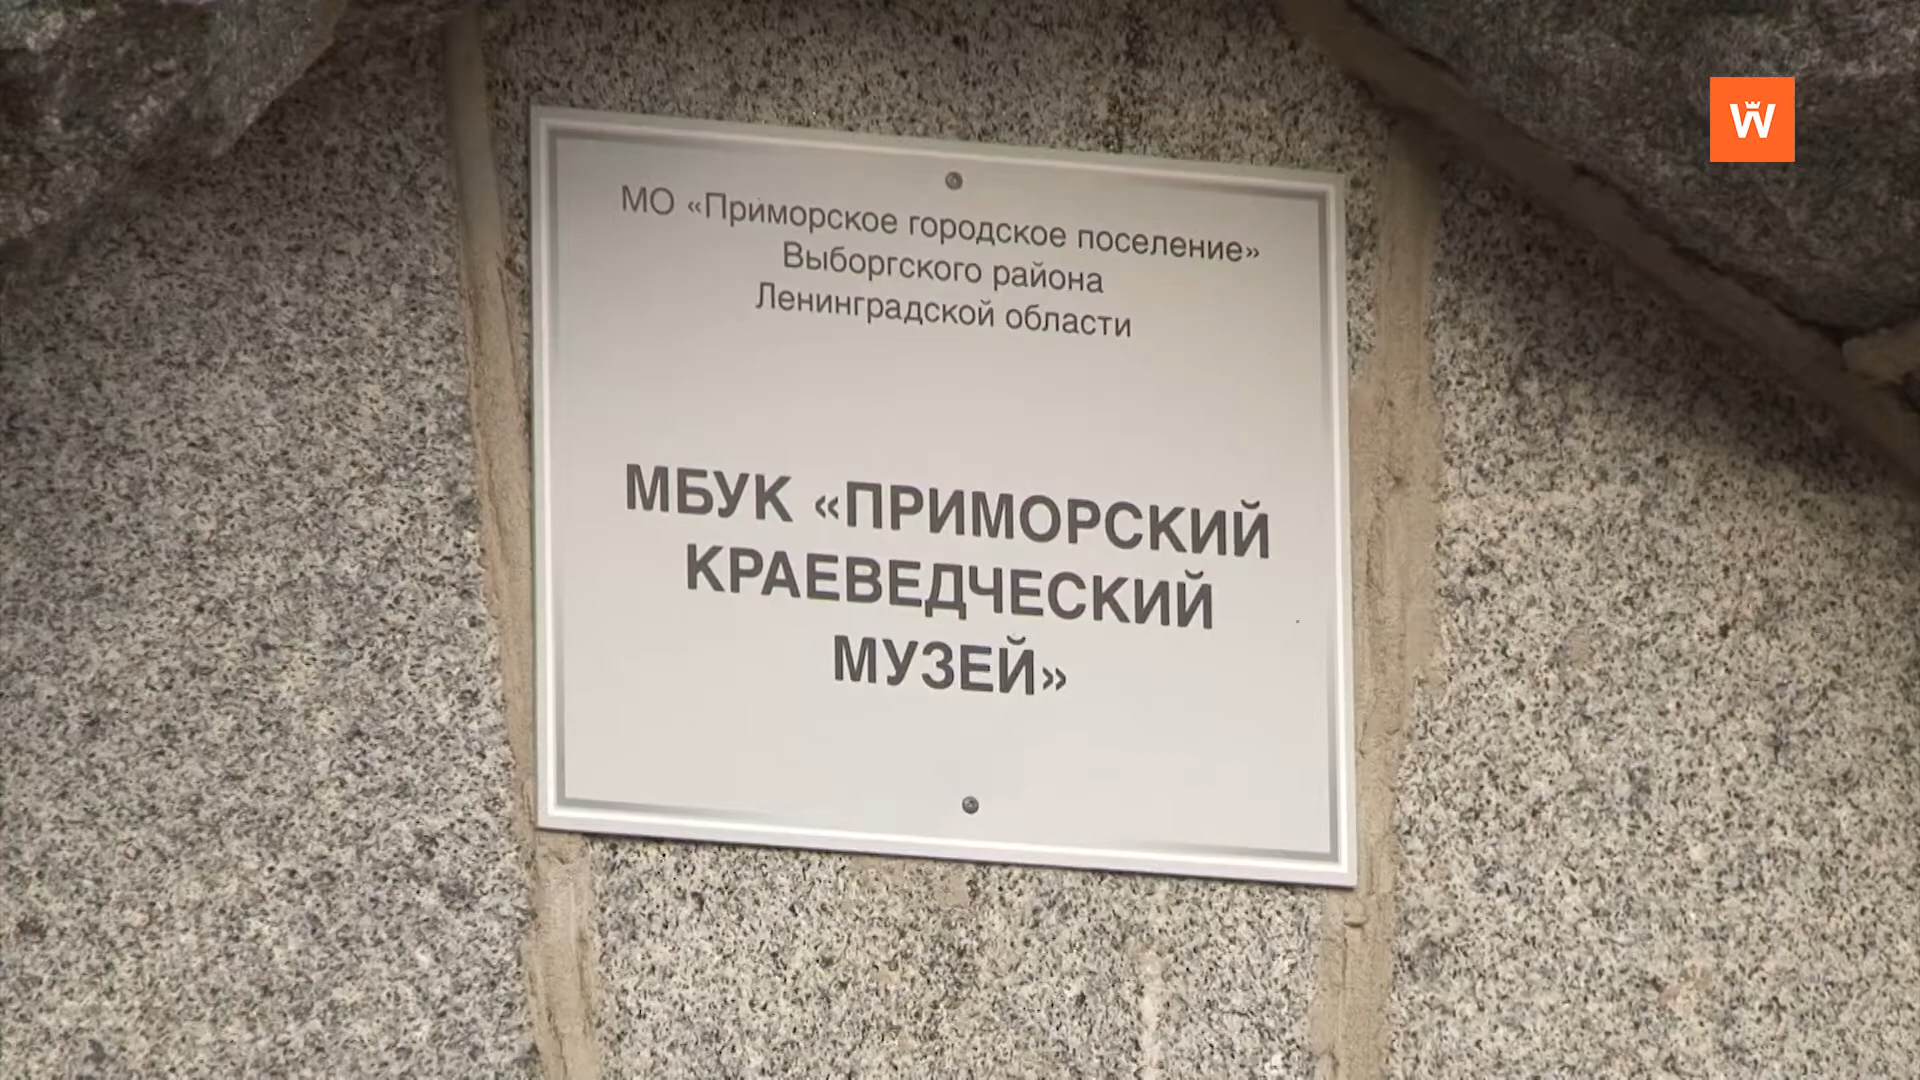 W
МО «Приморское городское поселение»
Выборгского района
Ленинградской области
МБУК «ПРИМОРСКИЙ
КРАЕВЕДЧЕСКИЙ
МУЗЕЙ»